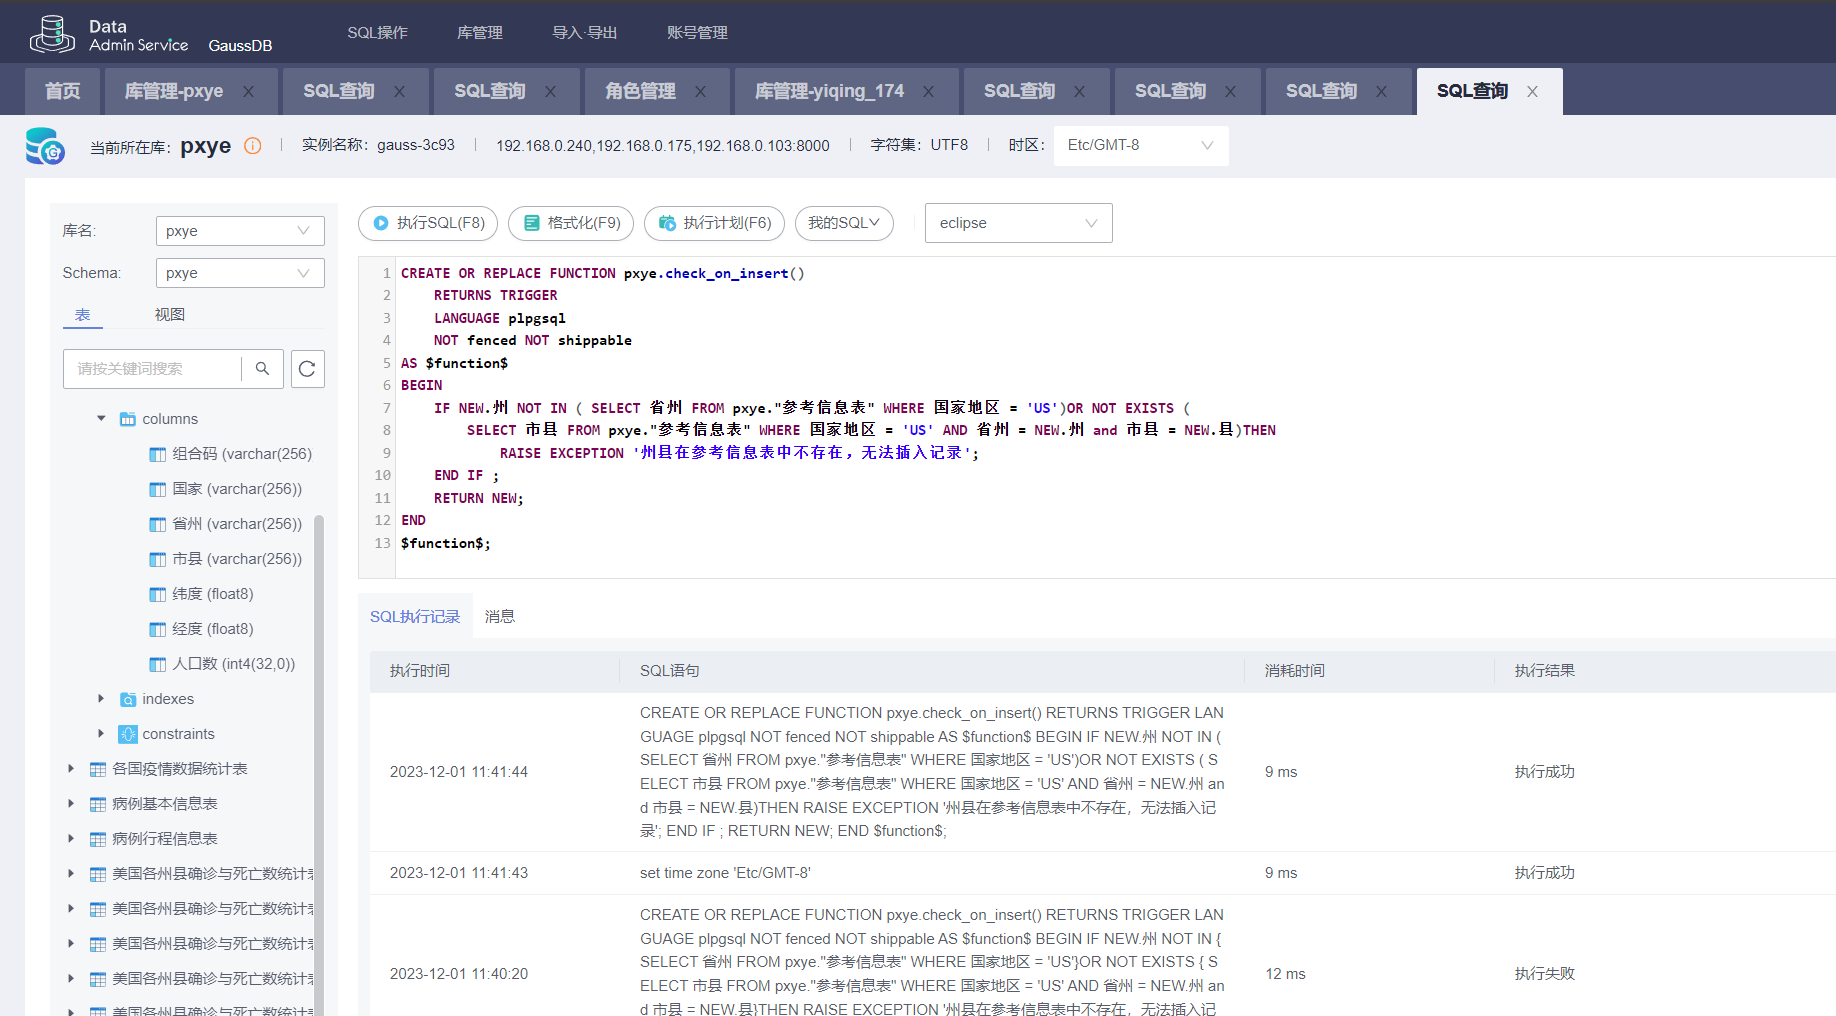 Data
Admin Service GaussDB SQL操作 库管理 导入·导出 账号管理
首页 库管理-pxye SQL查询 SQL查询 角色管理 库管理-yiqing_174 SQL查询 SQL查询 SQL查询 SQL查询
当前所在库: pxye 实例名称: gauss-3c93 192.168.0.240,192.168.0.175,192.168.0.103:8000 字符集: UTF8 时区: Etc/GMT-8
库名: pxye
Schema: pxye
表 视图
请按关键词搜索
columns
组合码 (varchar(256)
国家 (varchar(256))
省州 (varchar(256))
市县 (varchar(256))
纬度 (float8)
经度 (float8)
人口数 (int4(32,0))
indexes
constraints
各国疫情数据统计表
病例基本信息表
病例行程信息表
美国各州县确诊与死亡数统计表
美国各州县确诊与死亡数统计表
美国各州县确诊与死亡数统计表
美国各州县确诊与死亡数统计表
美国各州县确诊与死亡数统计表
执行SQL(F8) 格式化(F9) 执行计划(F6) 我的SQL eclipse
1 CREATE OR REPLACE FUNCTION pxye.check_on_insert()
2 RETURNS TRIGGER
3 LANGUAGE plpgsql
4 NOT fenced NOT shippable
5 AS $function$
6 BEGIN
7 IF NEW.州 NOT IN ( SELECT 省州 FROM pxye."参考信息表" WHERE 国家地区 = 'US')OR NOT EXISTS (
8 SELECT 市县 FROM pxye."参考信息表" WHERE 国家地区 = 'US' AND 省州 = NEW.州 and 市县 = NEW.县)THEN
9 RAISE EXCEPTION '州县在参考信息表中不存在，无法插入记录';
10 END IF ;
11 RETURN NEW;
12 END
13 $function$;
SQL执行记录 消息
执行时间 SQL语句 消耗时间 执行结果
CREATE OR REPLACE FUNCTION pxye.check_on_insert() RETURNS TRIGGER LAN
GUAGE plpgsql NOT fenced NOT shippable AS $function$ BEGIN IF NEW.州 NOT IN (
SELECT 省州 FROM pxye."参考信息表" WHERE 国家地区 = 'US')OR NOT EXISTS ( S
2023-12-01 11:41:44 ELECT 市县 FROM pxye."参考信息表" WHERE 国家地区 = 'US' AND 省州 = NEW.州 an 9 ms 执行成功
d 市县 = NEW.县)THEN RAISE EXCEPTION '州县在参考信息表中不存在，无法插入记
录'; END IF ; RETURN NEW; END $function$;
2023-12-01 11:41:43 set time zone 'Etc/GMT-8' 9 ms 执行成功
CREATE OR REPLACE FUNCTION pxye.check_on_insert() RETURNS TRIGGER LAN
GUAGE plpgsql NOT fenced NOT shippable AS $function$ BEGIN IF NEW.州 NOT IN {
SELECT 省州 FROM pxye."参考信息表" WHERE 国家地区 = 'US'}OR NOT EXISTS { S
2023-12-01 11:40:20 ELECT 市县 FROM pxye."参考信息表" WHERE 国家地区 = 'US' AND 省州 = NEW.州 an 12 ms 执行失败
d 市县 = NEW.县}THEN RAISE EXCEPTION '州县在参考信息表中不存在，无法插入记